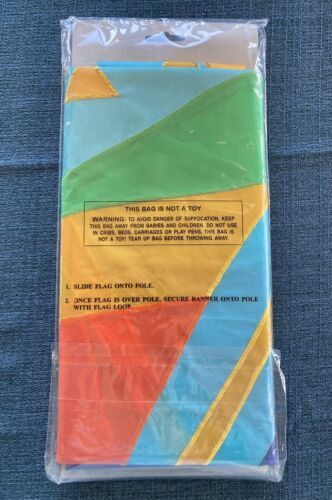 THIS BAG IS NOT A TOY
WARNING: TO AVOID DANGER OF SUFFOCATION, KEEP
THIS BAG AWAY FROM BABIES AND CHILDREN. DO NOT USE
IN CRIBS, BEDS, CARRIAGES OR PLAY PENS, THIS BAG IS
NOT A TOY! TEAR UP BAG BEFORE THROWING AWAY.
1. SLIDE FLAG ONTO POLE.
2. ONCE FLAG IS OVER POLE, SECURE BANNER ONTO POLE
WITH FLAG LOOP.